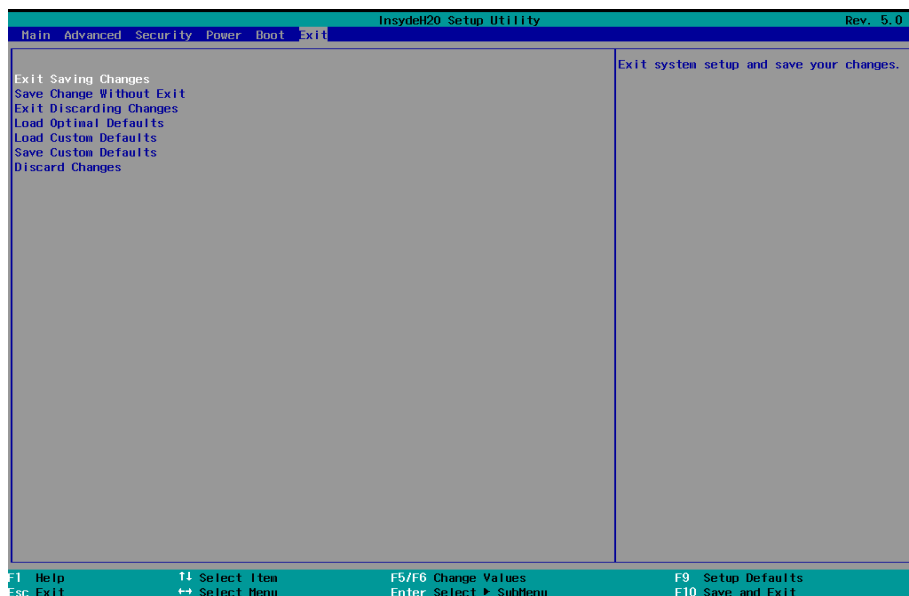 InsydeH20 Setup Utility Rev. 5.0
Main Advanced Security Power Boot Exit
Exit system setup and save your changes.
Exit Saving Changes
Save Change Without Exit
Exit Discarding Changes
Load Optimal Defaults
Load Custom Defaults
Save Custom Defaults
Discard Changes
F1 Help ↑↓ Select Item F5/F6 Change Values F9 Setup Defaults
Esc Exit ↔ Select Menu Enter Select ▶ SubMenu F10 Save and Exit